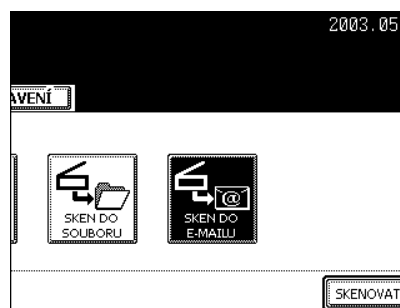 2003.05
AVENÍ
SKEN DO
SOUBORU
SKEN DO
E-MAILU
SKENOVAT